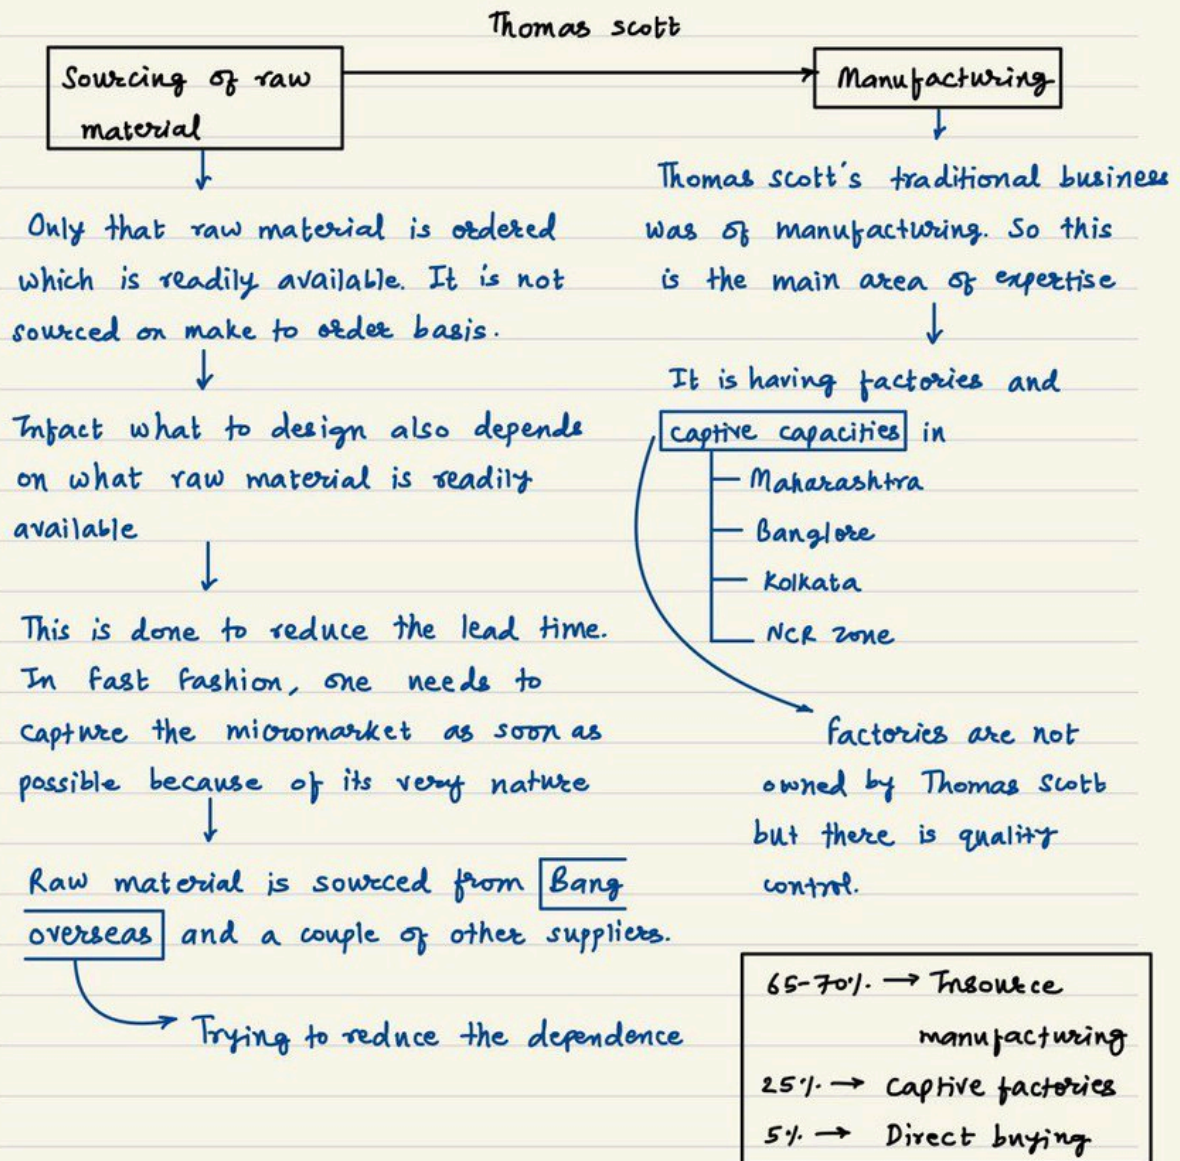 Thomas scott
Sourcing of raw
material
Only that raw material is ordered
which is readily available. It is not
sourced on make to order basis.
Infact what to design also depends
on what raw material is readily
available
This is done to reduce the lead time.
In fast fashion, one needs to
capture the micromarket as soon as
possible because of its very nature
Raw material is sourced from Bang
overseas and a couple of other suppliers.
Trying to reduce the dependence
Manufacturing
Thomas scott's traditional business
was of manufacturing. So this
is the main area of expertise
It is having factories and
captive capacities in
Maharashtra
Banglore
Kolkata
NCR zone
factories are not
owned by Thomas Scott
but there is quality
control.
65-70%. → Insource
manufacturing
25%. → Captive factories
5%. → Direct buying